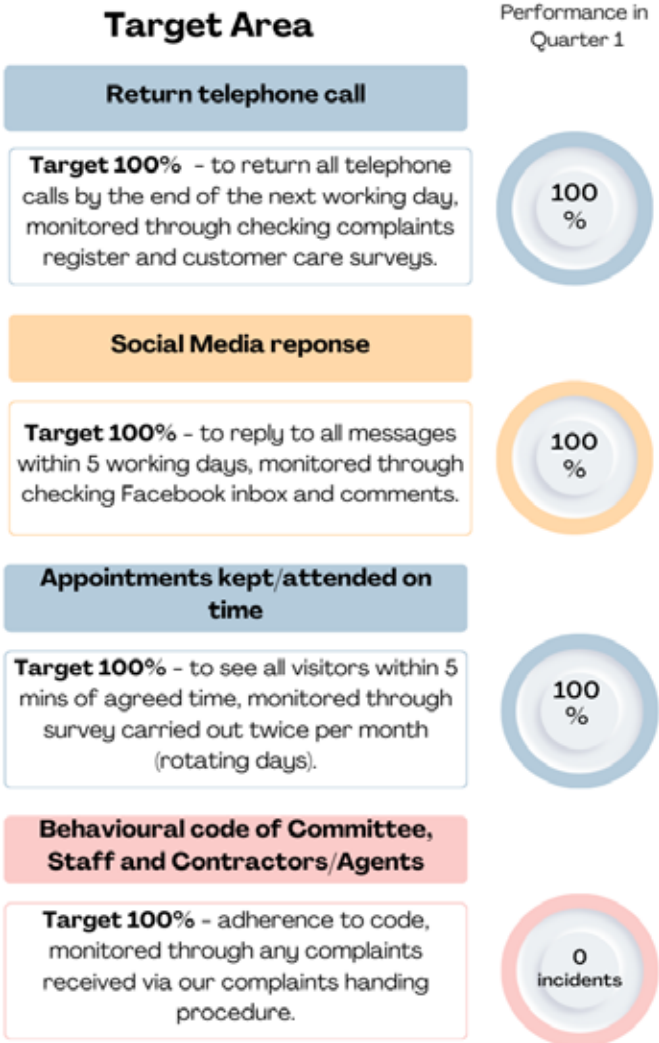 Target Area
Performance in
Quarter 1
Return telephone call
Target 100% - to return all telephone
calls by the end of the next working day,
monitored through checking complaints
register and customer care surveys.
100
%
Social Media reponse
Target 100% - to reply to all messages
within 5 working days, monitored through
checking Facebook inbox and comments.
100
%
Appointments kept/attended on
time
Target 100% - to see all visitors within 5
mins of agreed time, monitored through
survey carried out twice per month
(rotating days).
100
%
Behavioural code of Committee,
Staff and Contractors/Agents
Target 100% - adherence to code,
monitored through any complaints
received via our complaints handing
procedure.
0
incidents